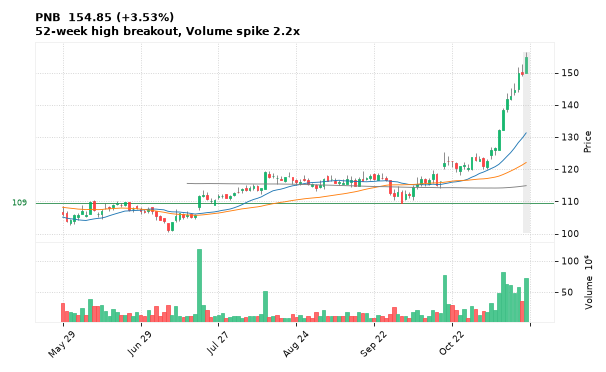 PNB 154.85 (+3.53%)
52-week high breakout, Volume spike 2.2x
150
140
130
120
110
100
Price
109
100
50
Volume 10⁴
May 29
Jun 29
Jul 27
Aug 24
Sep 22
Oct 22